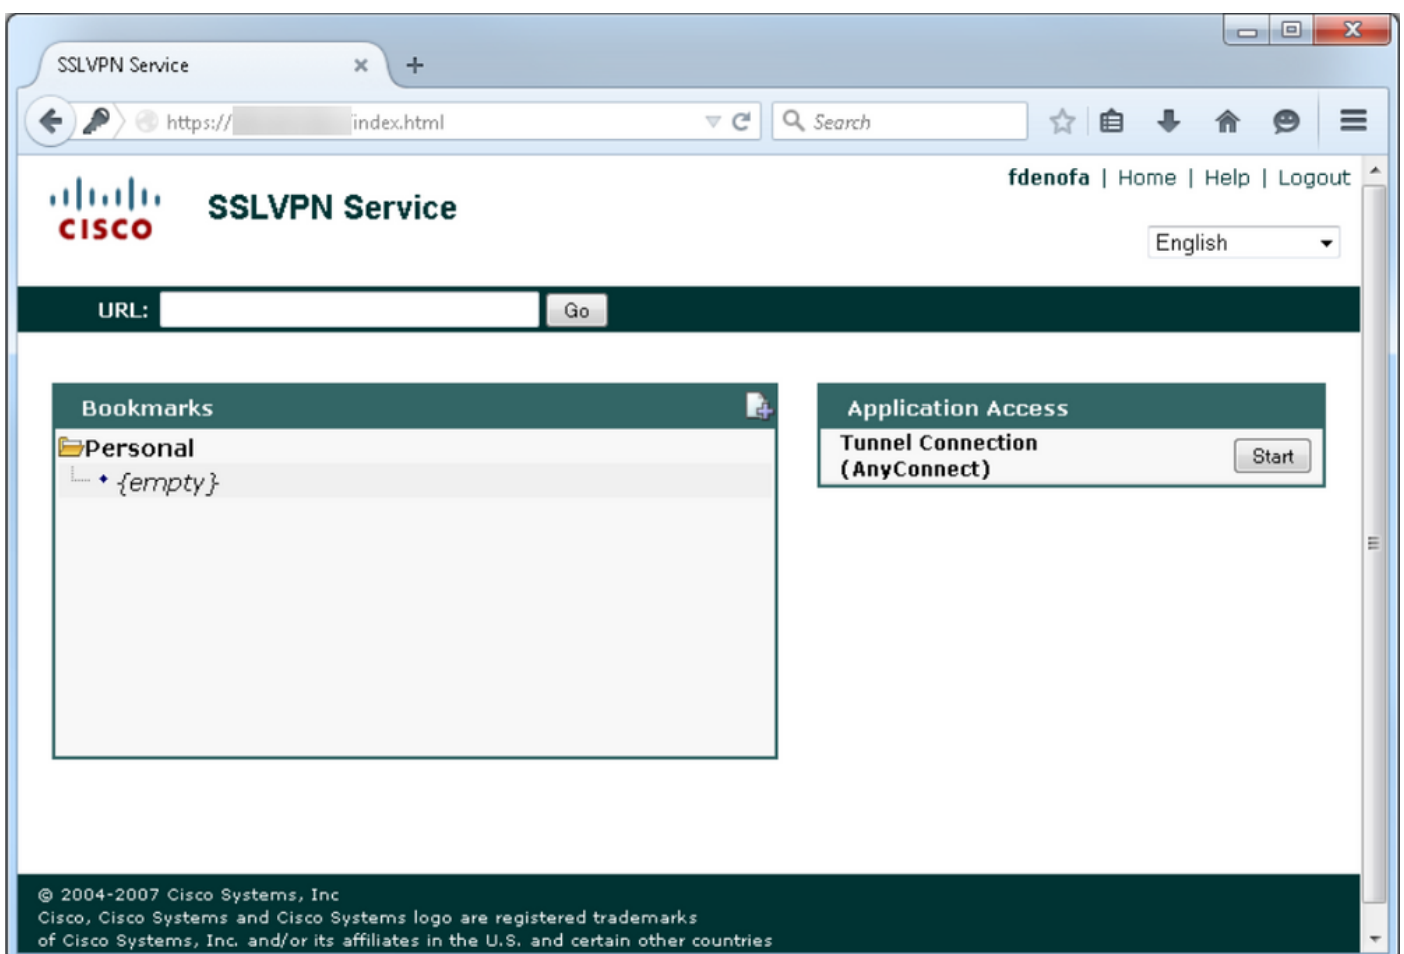 SSLVPN Service
https:// index.html
Search
fdenofa | Home | Help | Logout
CISCO
SSLVPN Service
English
URL:
Go
Bookmarks
Personal
{empty}
Application Access
Tunnel Connection
(AnyConnect)
Start
© 2004-2007 Cisco Systems, Inc
Cisco, Cisco Systems and Cisco Systems logo are registered trademarks
of Cisco Systems, Inc. and/or its affiliates in the U.S. and certain other countries